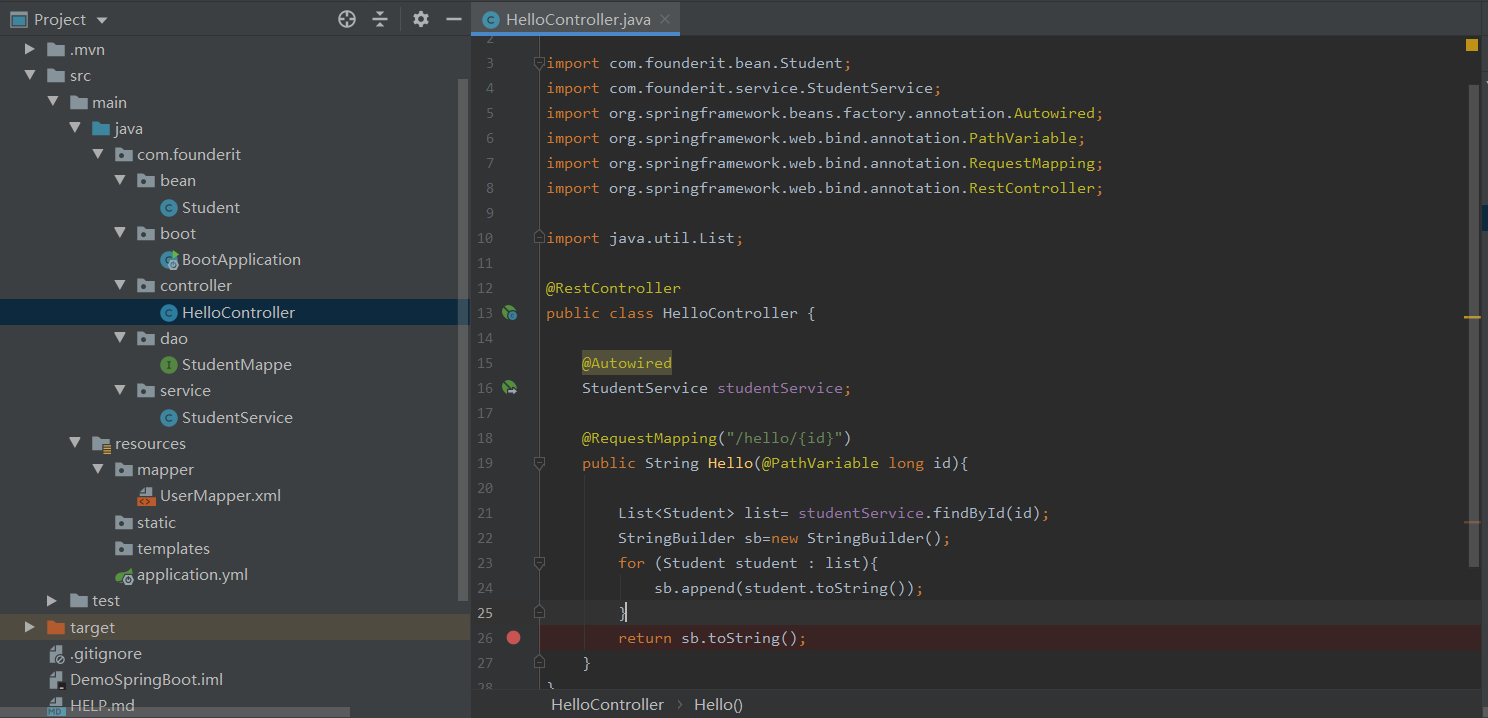 Project
.mvn
src
main
java
com.founderit
bean
Student
boot
BootApplication
controller
HelloController
dao
StudentMappe
service
StudentService
resources
mapper
UserMapper.xml
static
templates
application.yml
test
target
.gitignore
DemoSpringBoot.iml
HELP.md
HelloController.java
2
3 import com.founderit.bean.Student;
4 import com.founderit.service.StudentService;
5 import org.springframework.beans.factory.annotation.Autowired;
6 import org.springframework.web.bind.annotation.PathVariable;
7 import org.springframework.web.bind.annotation.RequestMapping;
8 import org.springframework.web.bind.annotation.RestController;
9
10 import java.util.List;
11
12 @RestController
13 public class HelloController {
14
15 @Autowired
16 StudentService studentService;
17
18 @RequestMapping("/hello/{id}")
19 public String Hello(@PathVariable long id){
20
21 List<Student> list= studentService.findById(id);
22 StringBuilder sb=new StringBuilder();
23 for (Student student : list){
24 sb.append(student.toString());
25 }
26 return sb.toString();
27 }
28 }
HelloController › Hello()